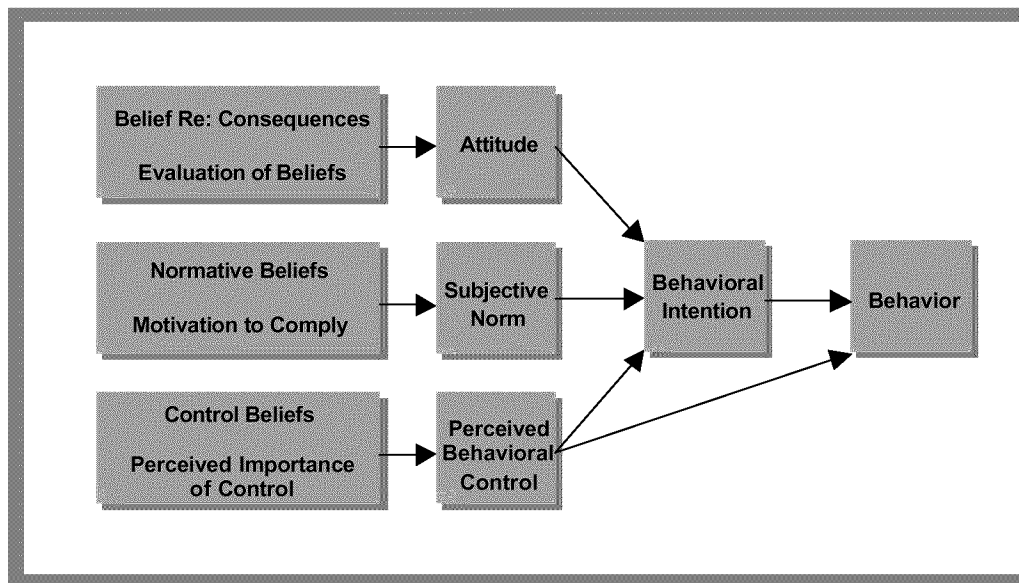 Belief Re: Consequences
Evaluation of Beliefs
Attitude
Normative Beliefs
Motivation to Comply
Subjective
Norm
Control Beliefs
Perceived Importance
of Control
Perceived
Behavioral
Control
Behavioral
Intention
Behavior